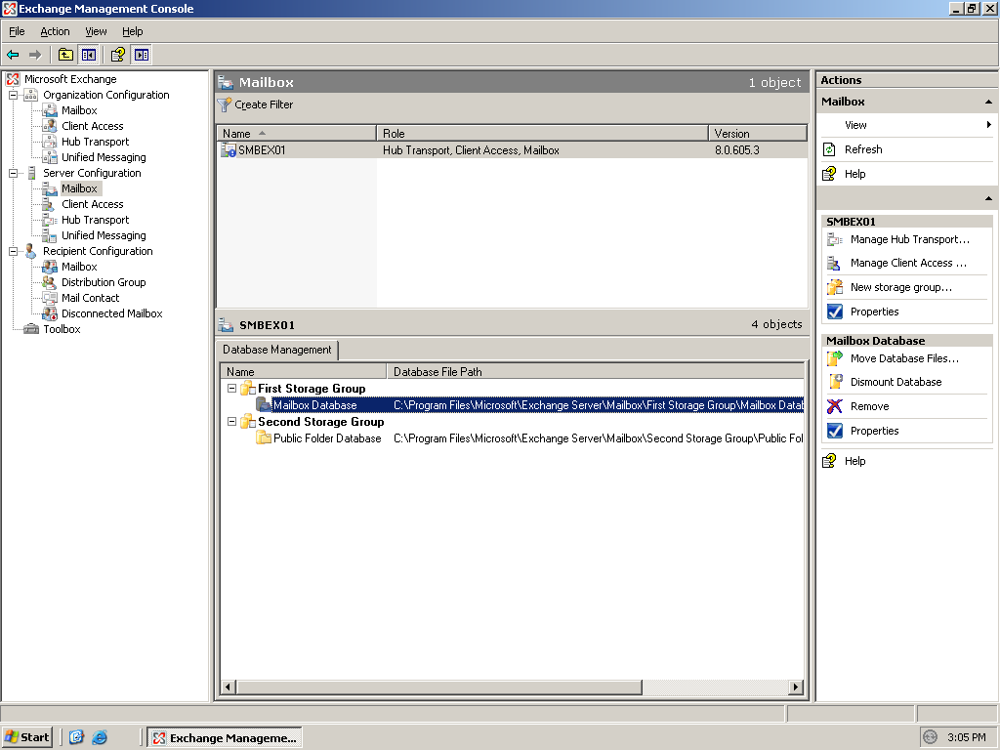 Exchange Management Console
File Action View Help
Microsoft Exchange
Organization Configuration
Mailbox
Client Access
Hub Transport
Unified Messaging
Server Configuration
Mailbox
Client Access
Hub Transport
Unified Messaging
Recipient Configuration
Mailbox
Distribution Group
Mail Contact
Disconnected Mailbox
Toolbox
Mailbox 1 object
Create Filter
Name Role Version
SMBEX01 Hub Transport, Client Access, Mailbox 8.0.605.3
SMBEX01 4 objects
Database Management
Name Database File Path
First Storage Group
Mailbox Database C:\Program Files\Microsoft\Exchange Server\Mailbox\First Storage Group\Mailbox Datab
Second Storage Group
Public Folder Database C:\Program Files\Microsoft\Exchange Server\Mailbox\Second Storage Group\Public Fol
Actions
Mailbox
View
Refresh
Help
SMBEX01
Manage Hub Transport...
Manage Client Access ...
New storage group...
Properties
Mailbox Database
Move Database Files...
Dismount Database
Remove
Properties
Help
Start Exchange Manageme... 3:05 PM